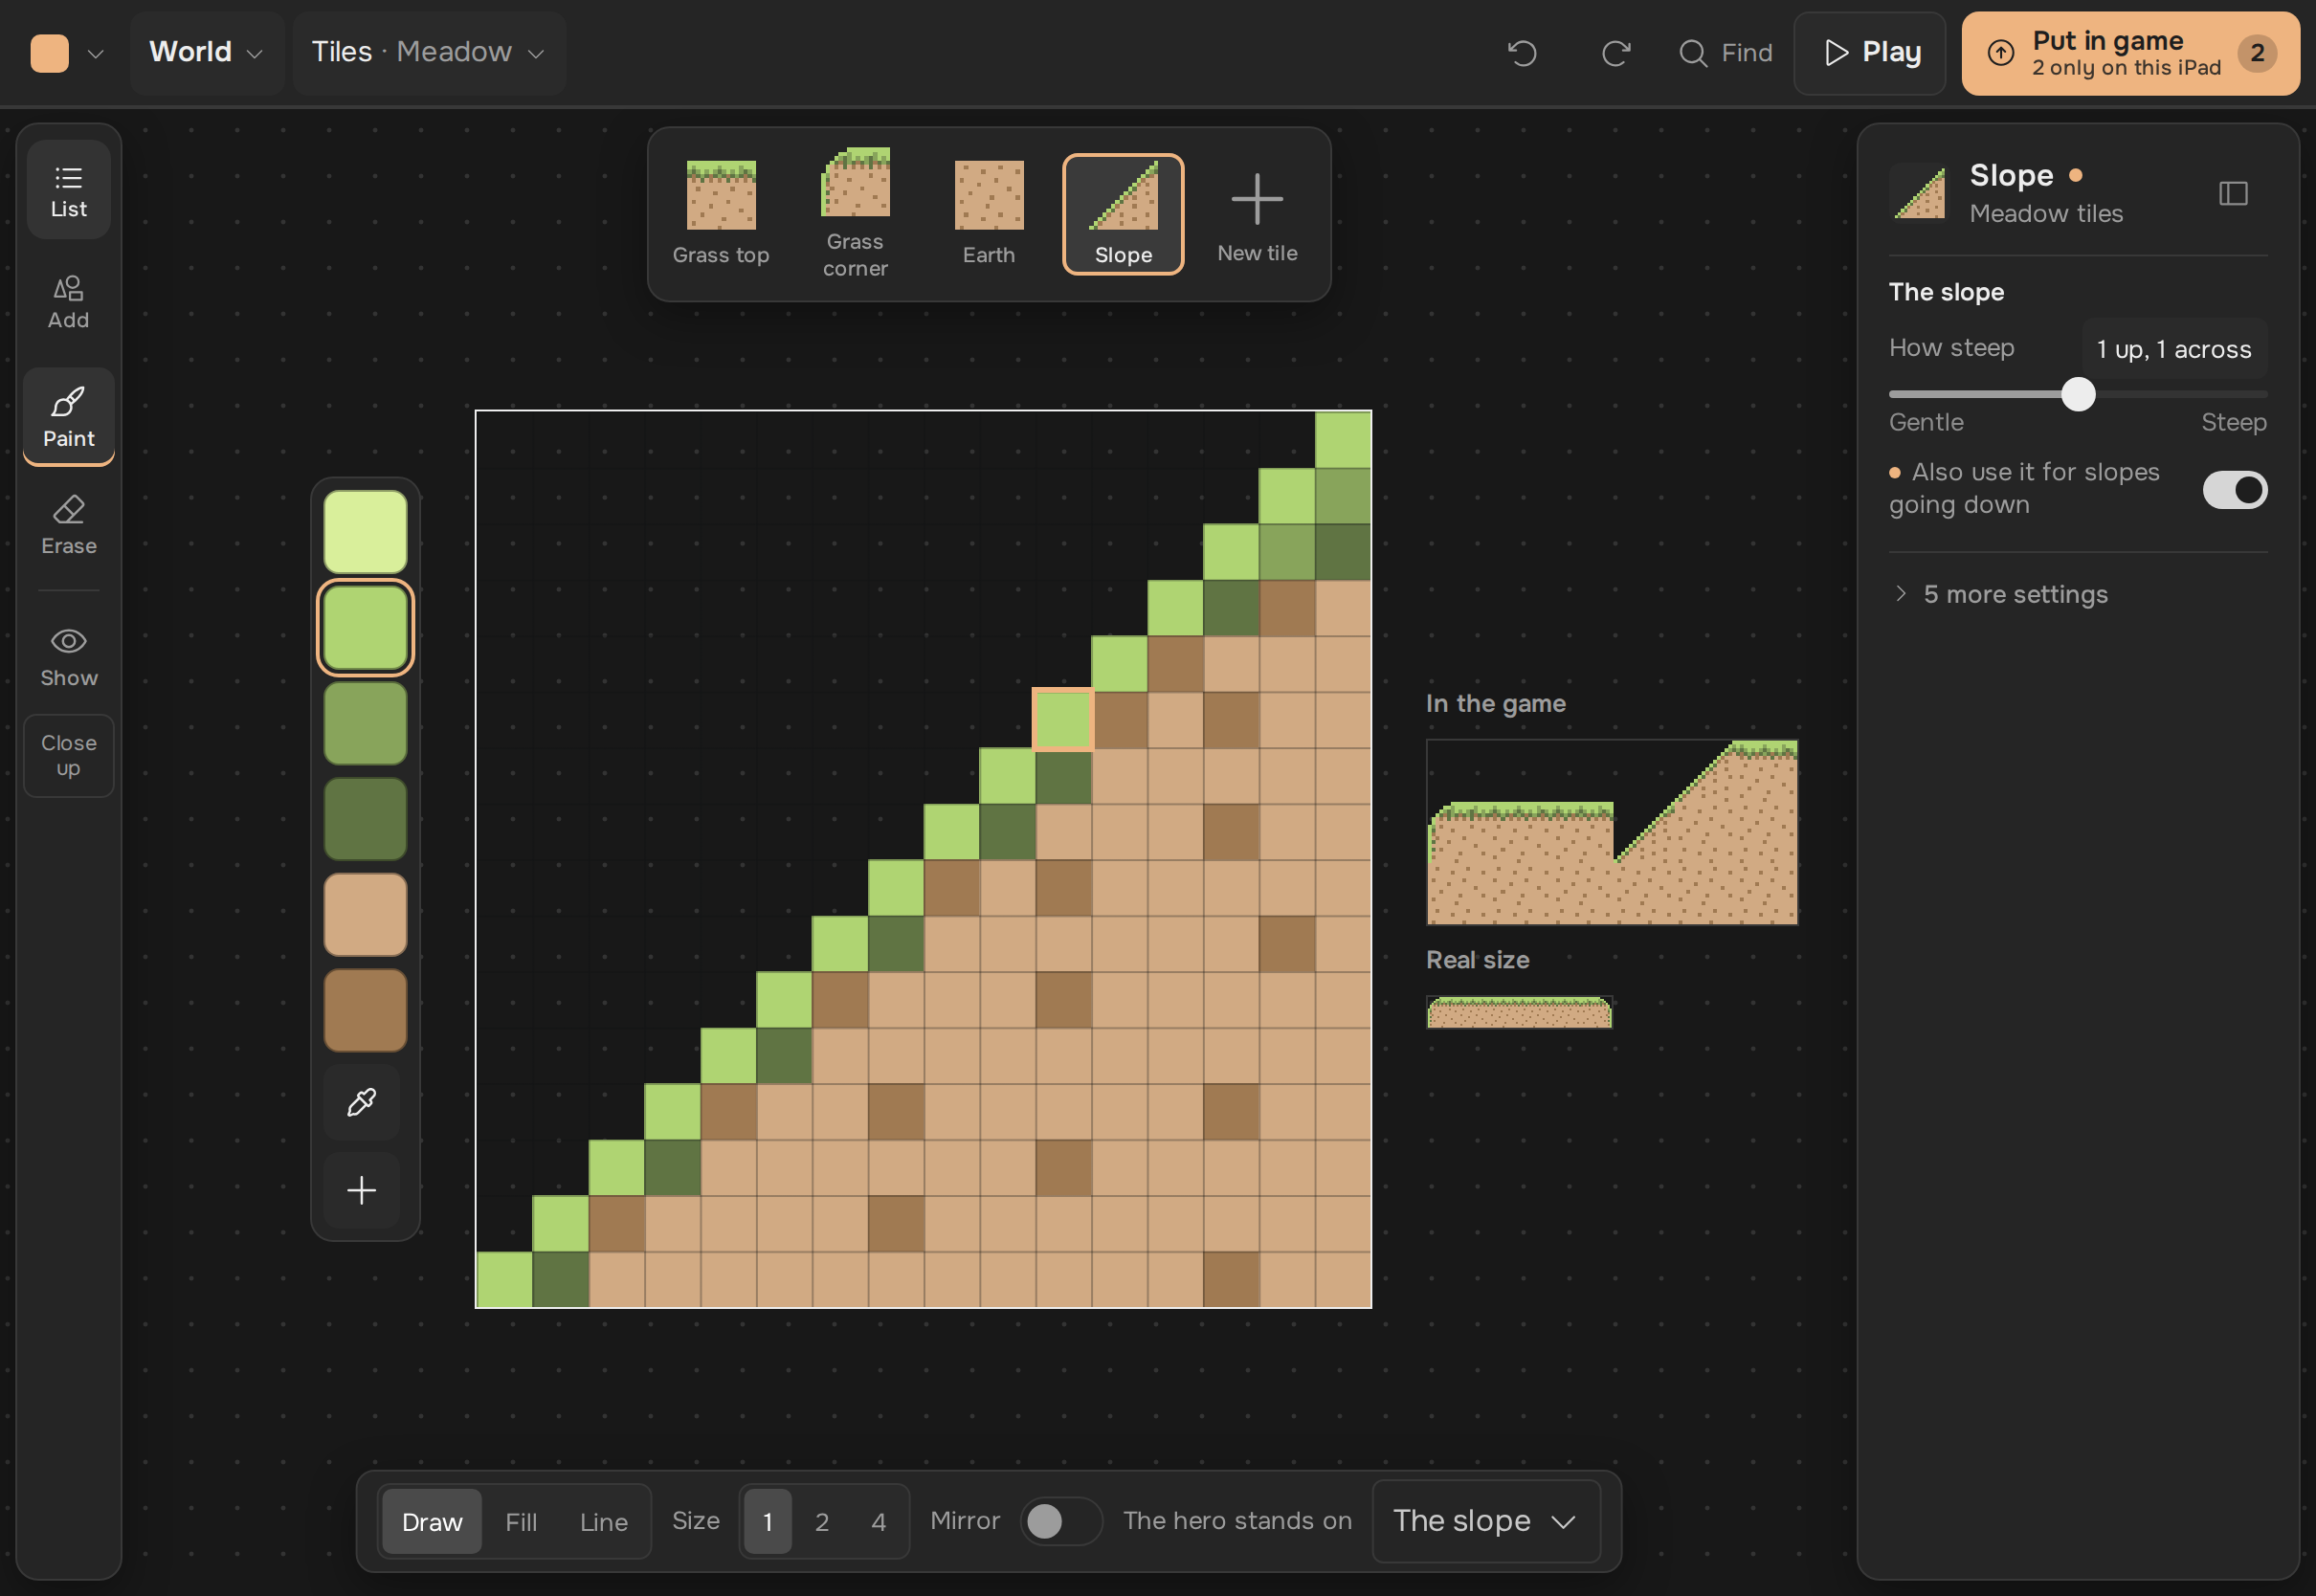 World
Tiles · Meadow
Find
Play
Put in game
2 only on this iPad
2
List
Add
Paint
Erase
Show
Close
up
Grass top
Grass
corner
Earth
Slope
New tile
In the game
Real size
Slope
Meadow tiles
The slope
How steep
1 up, 1 across
Gentle
Steep
Also use it for slopes
going down
5 more settings
Draw
Fill
Line
Size
1
2
4
Mirror
The hero stands on
The slope